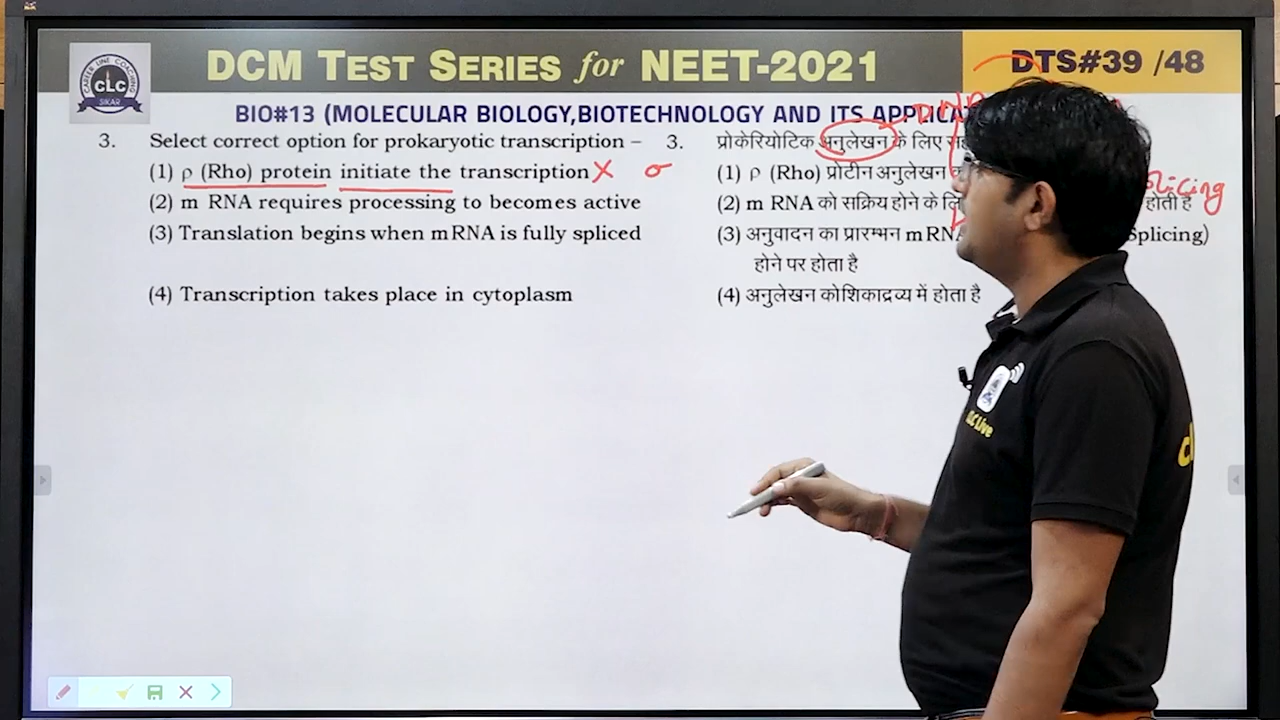 CAREER LINE COACHING
CLC
SIKAR
DCM TEST SERIES for NEET-2021
DTS#39 /48
BIO#13 (MOLECULAR BIOLOGY,BIOTECHNOLOGY AND ITS
3. Select correct option for prokaryotic transcription –
(1) ρ (Rho) protein initiate the transcription X σ
(2) m RNA requires processing to becomes active
(3) Translation begins when mRNA is fully spliced
(4) Transcription takes place in cytoplasm
3. प्रोकेरियोटिक अनुलेखन के लिए
(1) ρ (Rho) प्रोटीन अनुलेखन
(2) m RNA को सक्रिय होने के होती है
(3) अनुवादन का प्रारम्भन Splicing)
होने पर होता है
(4) अनुलेखन कोशिकाद्रव्य में होता है
CLC Live